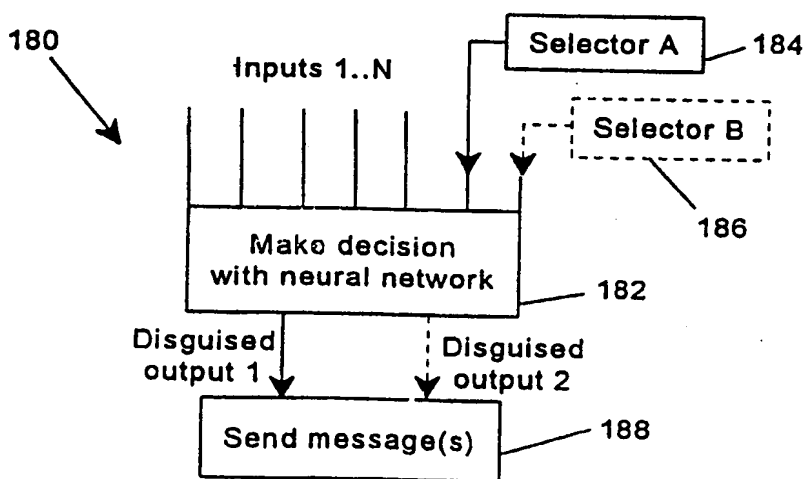 180
Inputs 1..N
Selector A
184
Selector B
186
Make decision
with neural network
182
Disguised
output 1
Disguised
output 2
Send message(s)
188